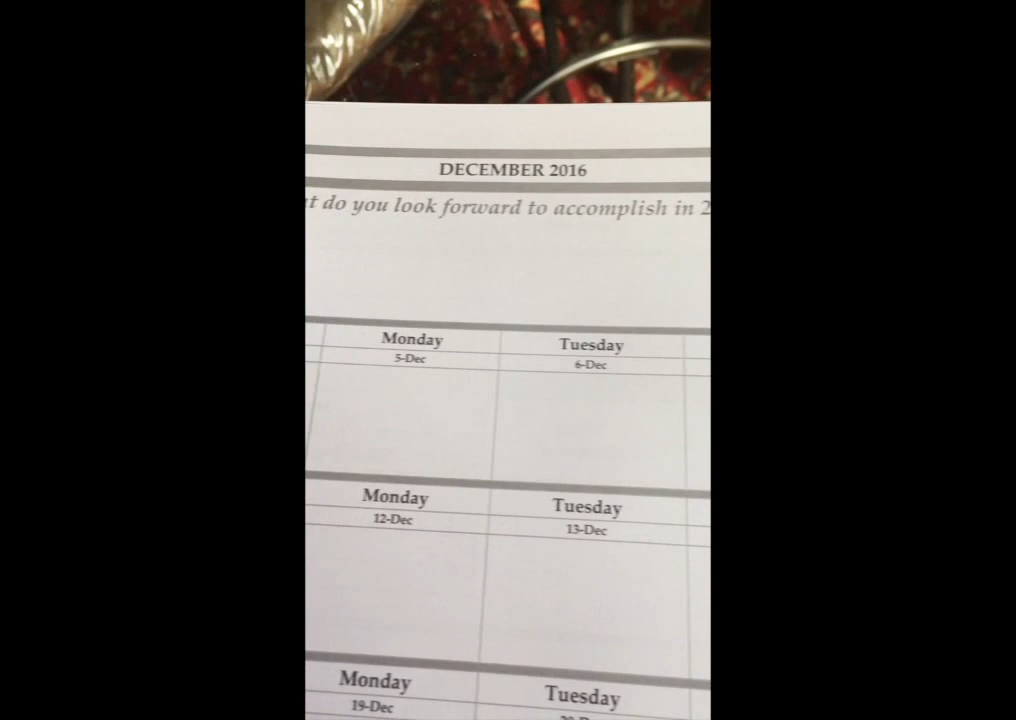 DECEMBER 2016
do you look forward to accomplish in
Monday Tuesday
5-Dec 6-Dec
Monday Tuesday
12-Dec 13-Dec
Monday Tuesday
19-Dec